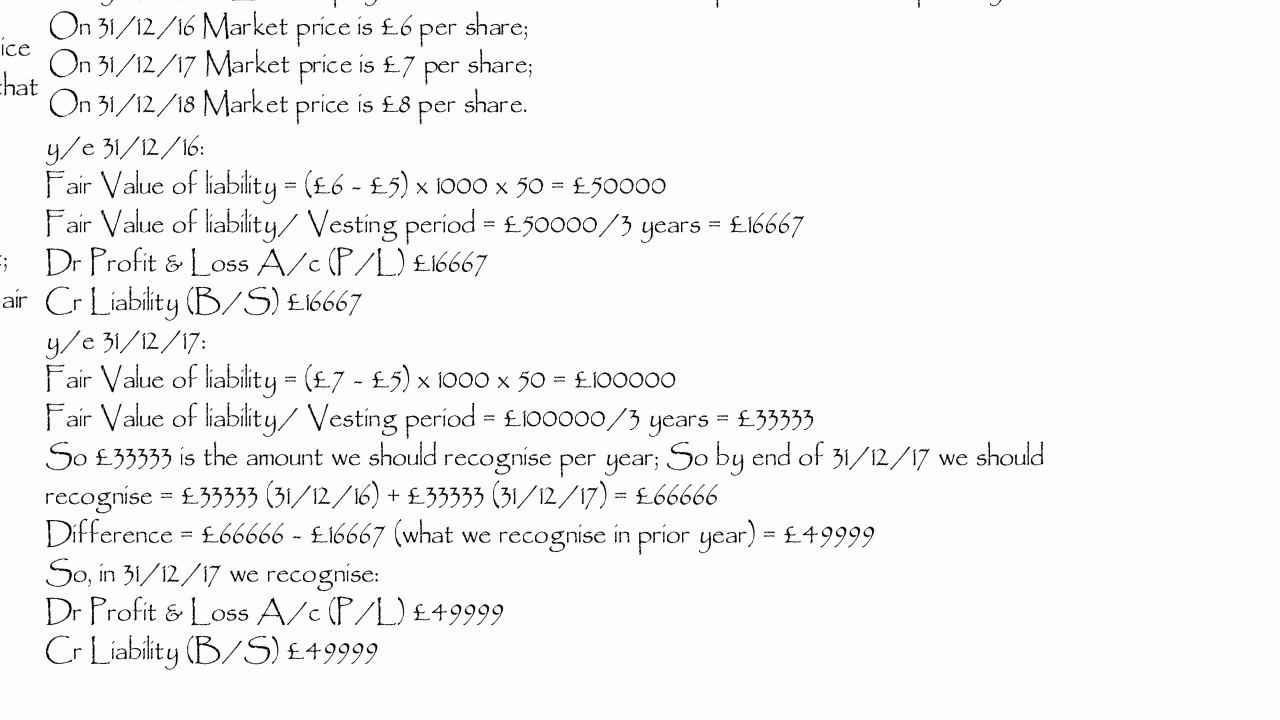 On 31/12/16 Market price is £6 per share;
ice
On 31/12/17 Market price is £7 per share;
that
On 31/12/18 Market price is £8 per share.
y/e 31/12/16:
Fair Value of liability = (£6 - £5) x 1000 x 50 = £50000
Fair Value of liability/ Vesting period = £50000/3 years = £16667
Dr Profit & Loss A/c (P/L) £16667
air
Cr Liability (B/S) £16667
y/e 31/12/17:
Fair Value of liability = (£7 - £5) x 1000 x 50 = £100000
Fair Value of liability/ Vesting period = £100000/3 years = £33333
So £33333 is the amount we should recognise per year; So by end of 31/12/17 we should
recognise = £33333 (31/12/16) + £33333 (31/12/17) = £66666
Difference = £66666 - £16667 (what we recognise in prior year) = £49999
So, in 31/12/17 we recognise:
Dr Profit & Loss A/c (P/L) £49999
Cr Liability (B/S) £49999